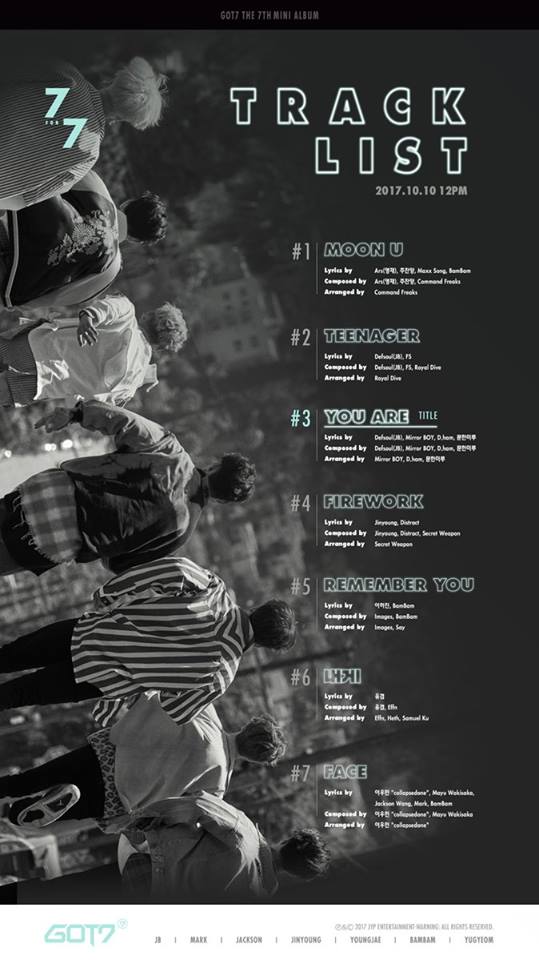 GOT7 THE 7TH MINI ALBUM
7
FOR
7
TRACK
LIST
2017.10.10 12PM
#1 MOON U
Lyrics by Ars(영재), 주찬양, Maxx Song, BamBam
Composed by Ars(영재), 주찬양, Command Freaks
Arranged by Command Freaks
#2 TEENAGER
Lyrics by Defsoul(JB), FS
Composed by Defsoul(JB), FS, Royal Dive
Arranged by Royal Dive
#3 YOU ARE TITLE
Lyrics by Defsoul(JB), Mirror BOY, D.ham, 문한미루
Composed by Defsoul(JB), Mirror BOY, D.ham, 문한미루
Arranged by Mirror BOY, D.ham, 문한미루
#4 FIREWORK
Lyrics by Jinyoung, Distract
Composed by Jinyoung, Distract, Secret Weapon
Arranged by Secret Weapon
#5 REMEMBER YOU
Lyrics by 이하진, BamBam
Composed by Images, BamBam
Arranged by Images, Say
#6 내게
Lyrics by 유겸
Composed by 유겸, Effn
Arranged by Effn, Heth, Samuel Ku
#7 FACE
Lyrics by 이우민 "collapsedone", Mayu Wakisaka,
Jackson Wang, Mark, BamBam
Composed by 이우민 "collapsedone", Mayu Wakisaka
Arranged by 이우민 "collapsedone"
GOT7
℗&© 2017 JYP ENTERTAINMENT·WARNING: ALL RIGHTS RESERVED.
JB | MARK | JACKSON | JINYOUNG | YOUNGJAE | BAMBAM | YUGYEOM